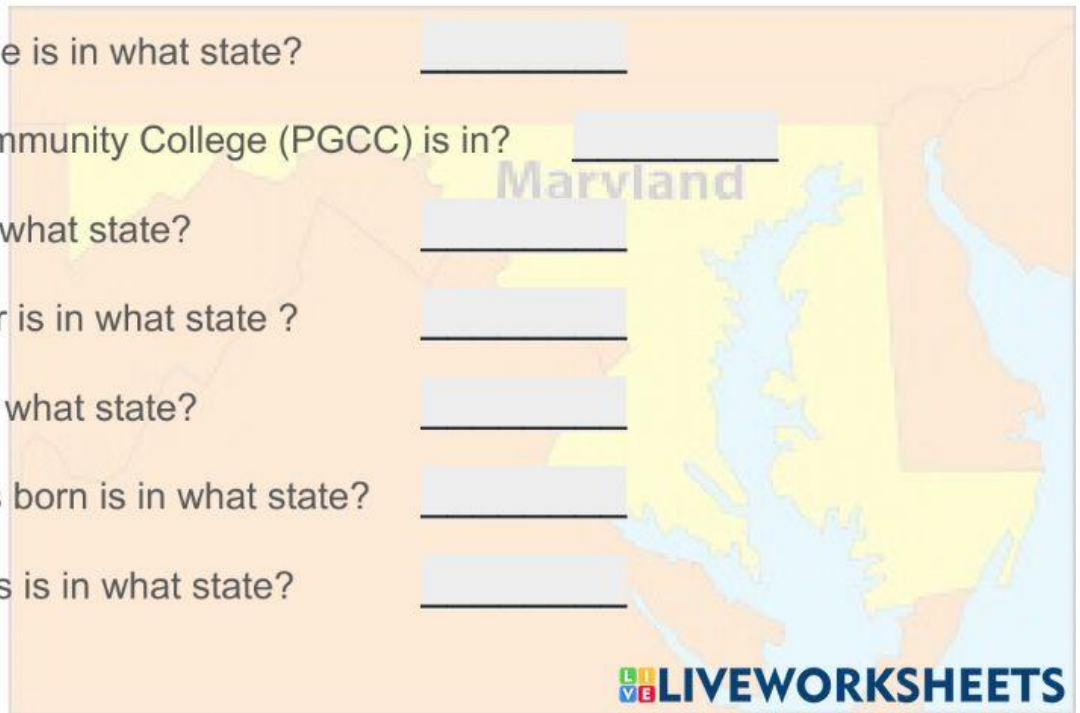 e is in what state?
mmunity College (PGCC) is in?
Maryland
what state?
r is in what state ?
what state?
s born is in what state?
s is in what state?
LIVE LIVEWORKSHEETS